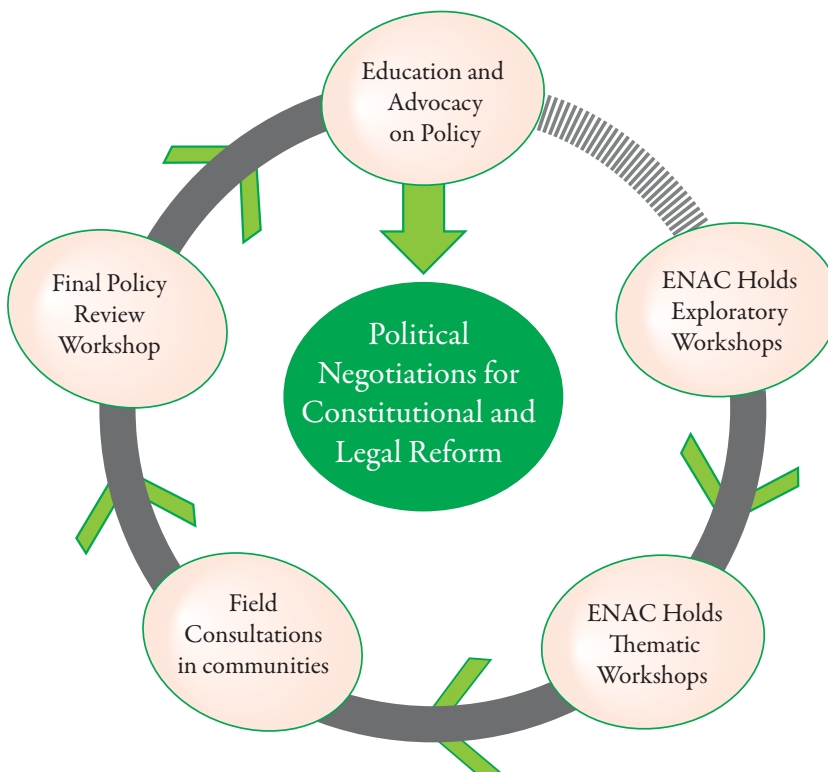 Education and
Advocacy
on Policy
ENAC Holds
Exploratory
Workshops
ENAC Holds
Thematic
Workshops
Field
Consultations
in communities
Final Policy
Review
Workshop
Political
Negotiations for
Constitutional and
Legal Reform